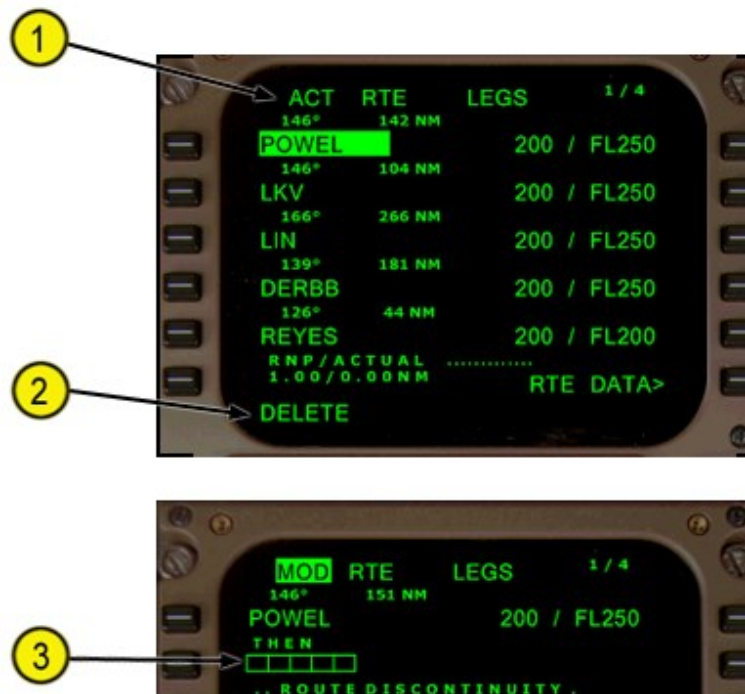 1
ACT RTE LEGS 1 / 4
146° 142 NM
POWEL 200 / FL250
146° 104 NM
LKV 200 / FL250
166° 266 NM
LIN 200 / FL250
139° 181 NM
DERBB 200 / FL250
126° 44 NM
REYES 200 / FL200
RNP/ACTUAL .............
1.00/0.00NM
RTE DATA>
2
DELETE
MOD RTE LEGS 1 / 4
146° 151 NM
POWEL 200 / FL250
THEN
3
.. ROUTE DISCONTINUITY .